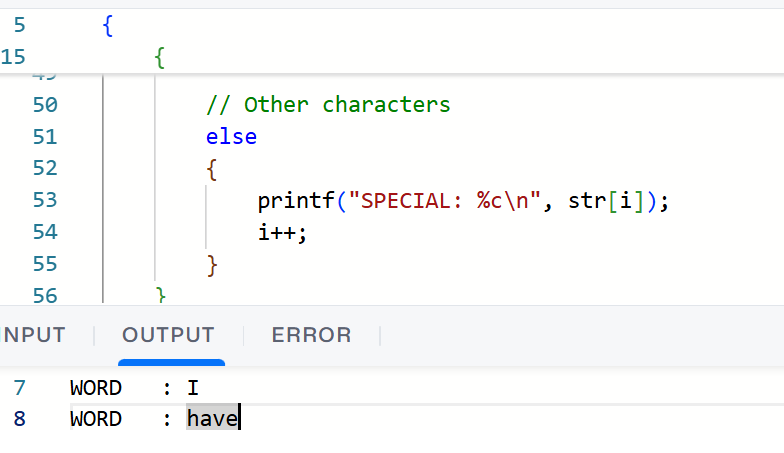 5 {
15 {
49
50 // Other characters
51 else
52 {
53 printf("SPECIAL: %c\n", str[i]);
54 i++;
55 }
56 }
NPUT OUTPUT ERROR
7 WORD : I
8 WORD : have